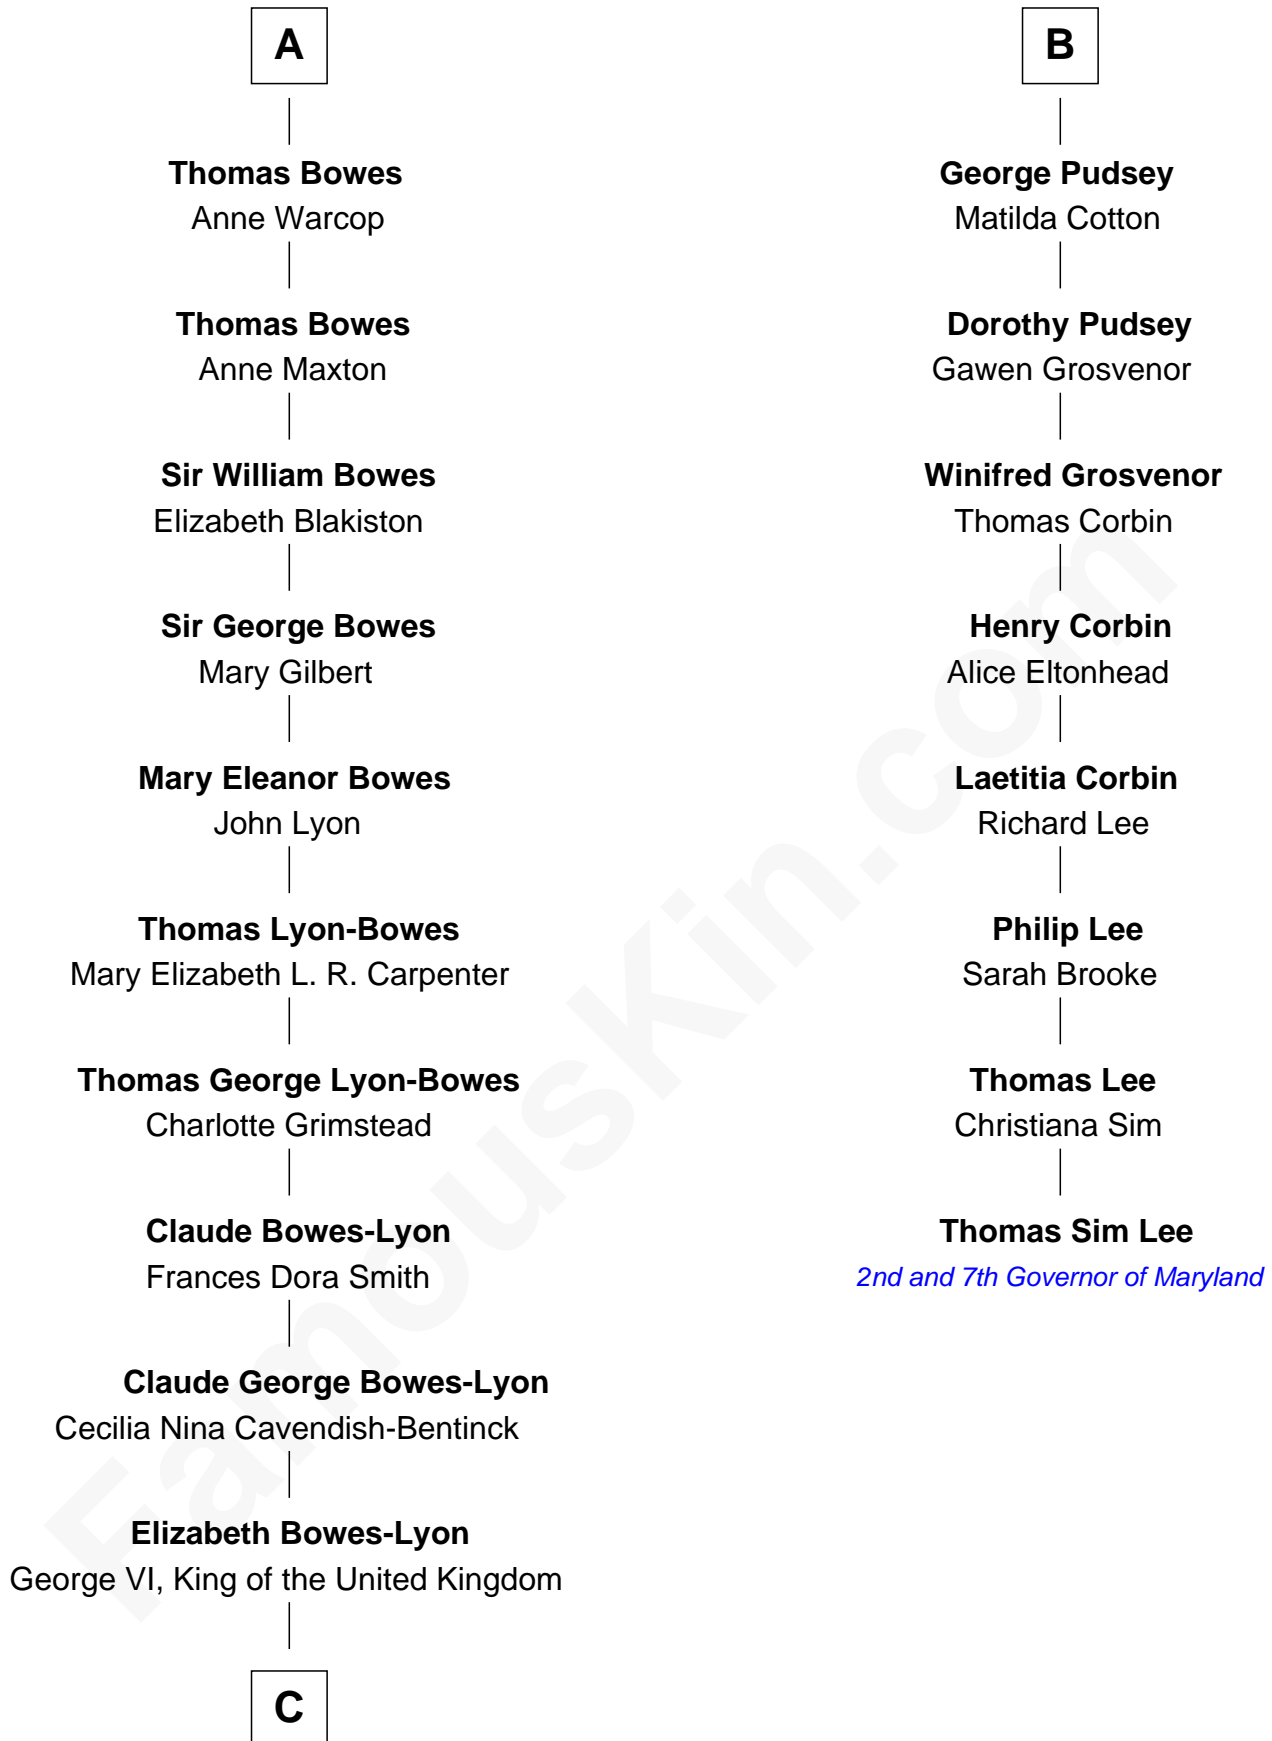 A
Thomas Bowes
Anne Warcop
Thomas Bowes
Anne Maxton
Sir William Bowes
Elizabeth Blakiston
Sir George Bowes
Mary Gilbert
Mary Eleanor Bowes
John Lyon
Thomas Lyon-Bowes
Mary Elizabeth L. R. Carpenter
Thomas George Lyon-Bowes
Charlotte Grimstead
Claude Bowes-Lyon
Frances Dora Smith
Claude George Bowes-Lyon
Cecilia Nina Cavendish-Bentinck
Elizabeth Bowes-Lyon
George VI, King of the United Kingdom
C
B
George Pudsey
Matilda Cotton
Dorothy Pudsey
Gawen Grosvenor
Winifred Grosvenor
Thomas Corbin
Henry Corbin
Alice Eltonhead
Laetitia Corbin
Richard Lee
Philip Lee
Sarah Brooke
Thomas Lee
Christiana Sim
Thomas Sim Lee
2nd and 7th Governor of Maryland
FamousKin.com